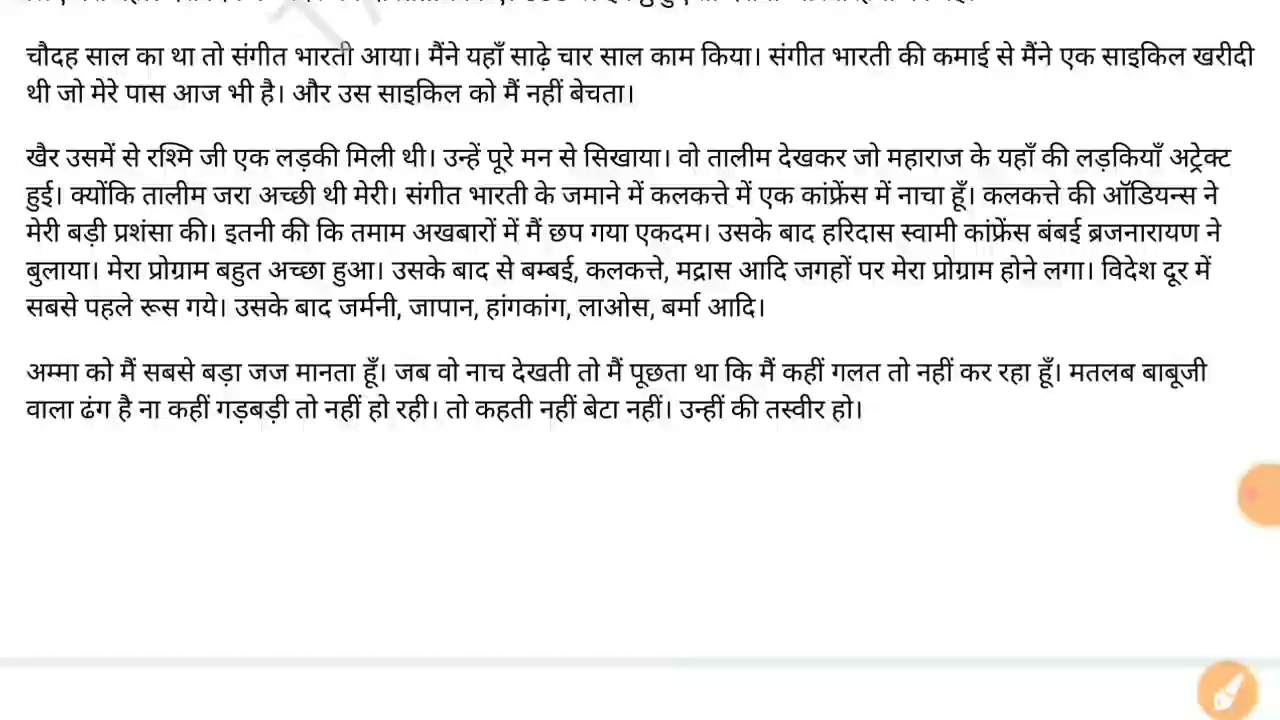 चौदह साल का था तो संगीत भारती आया। मैंने यहाँ साढ़े चार साल काम किया। संगीत भारती की कमाई से मैंने एक साइकिल खरीदी
थी जो मेरे पास आज भी है। और उस साइकिल को मैं नहीं बेचता।
खैर उसमें से रश्मि जी एक लड़की मिली थी। उन्हें पूरे मन से सिखाया। वो तालीम देखकर जो महाराज के यहाँ की लड़कियाँ अट्रेक्ट
हुई। क्योंकि तालीम जरा अच्छी थी मेरी। संगीत भारती के जमाने में कलकत्ते में एक कांफ्रेंस में नाचा हूँ। कलकत्ते की ऑडियन्स ने
मेरी बड़ी प्रशंसा की। इतनी की कि तमाम अखबारों में मैं छप गया एकदम। उसके बाद हरिदास स्वामी कांफ्रेंस बंबई ब्रजनारायण ने
बुलाया। मेरा प्रोग्राम बहुत अच्छा हुआ। उसके बाद से बम्बई, कलकत्ते, मद्रास आदि जगहों पर मेरा प्रोग्राम होने लगा। विदेश दूर में
सबसे पहले रूस गये। उसके बाद जर्मनी, जापान, हांगकांग, लाओस, बर्मा आदि।
अम्मा को मैं सबसे बड़ा जज मानता हूँ। जब वो नाच देखती तो मैं पूछता था कि मैं कहीं गलत तो नहीं कर रहा हूँ। मतलब बाबूजी
वाला ढंग है ना कहीं गड़बड़ी तो नहीं हो रही। तो कहती नहीं बेटा नहीं। उन्हीं की तस्वीर हो।